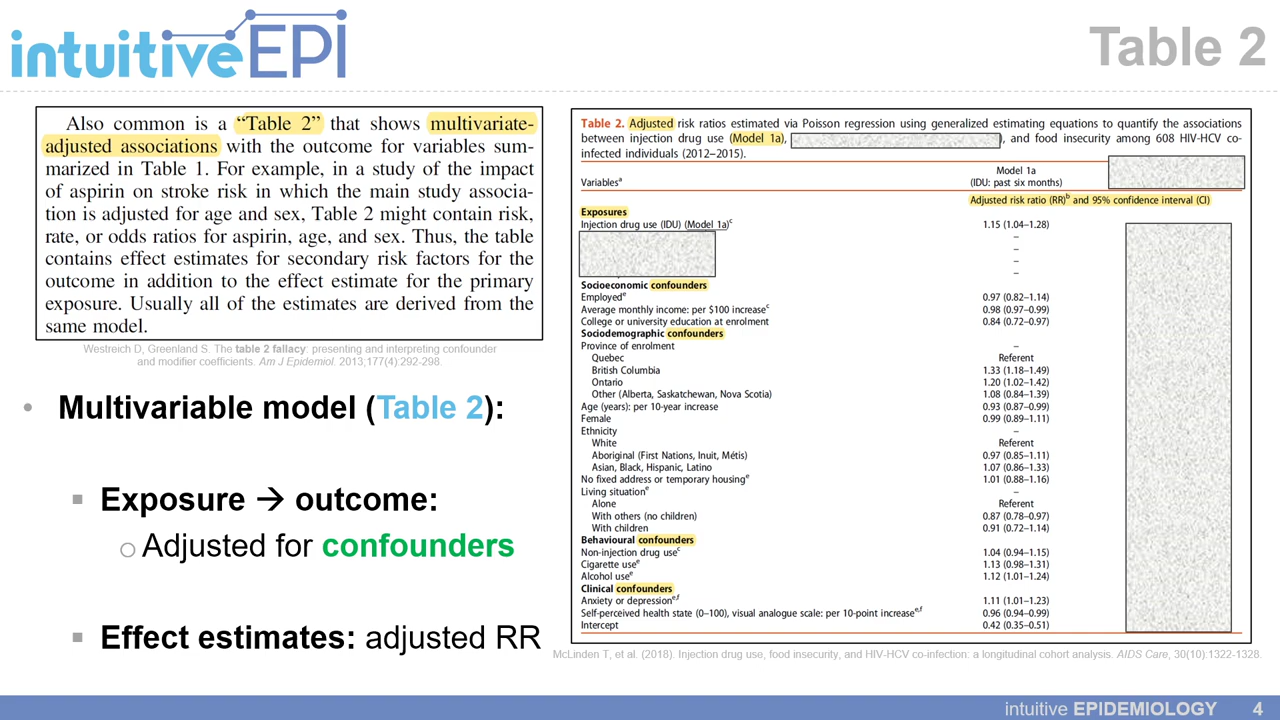 intuitive EPI
Table 2
Also common is a “Table 2” that shows multivariate-
adjusted associations with the outcome for variables sum-
marized in Table 1. For example, in a study of the impact
of aspirin on stroke risk in which the main study associa-
tion is adjusted for age and sex, Table 2 might contain risk,
rate, or odds ratios for aspirin, age, and sex. Thus, the table
contains effect estimates for secondary risk factors for the
outcome in addition to the effect estimate for the primary
exposure. Usually all of the estimates are derived from the
same model.
Westreich D, Greenland S. The table 2 fallacy: presenting and interpreting confounder
and modifier coefficients. Am J Epidemiol. 2013;177(4):292-298.
• Multivariable model (Table 2):
▪ Exposure → outcome:
o Adjusted for confounders
▪ Effect estimates: adjusted RR
Table 2. Adjusted risk ratios estimated via Poisson regression using generalized estimating equations to quantify the associations
between injection drug use (Model 1a), ), and food insecurity among 608 HIV-HCV co-
infected individuals (2012–2015).
Variablesᵃ Model 1a
(IDU: past six months)
Adjusted risk ratio (RR)ᵇ and 95% confidence interval (CI)
Exposures
Injection drug use (IDU) (Model 1a)ᶜ 1.15 (1.04–1.28)
–
–
–
–
Socioeconomic confounders
Employedᵉ 0.97 (0.82–1.14)
Average monthly income: per $100 increaseᶜ 0.98 (0.97–0.99)
College or university education at enrolment 0.84 (0.72–0.97)
Sociodemographic confounders
Province of enrolment –
Quebec Referent
British Columbia 1.33 (1.18–1.49)
Ontario 1.20 (1.02–1.42)
Other (Alberta, Saskatchewan, Nova Scotia) 1.08 (0.84–1.39)
Age (years): per 10-year increase 0.93 (0.87–0.99)
Female 0.99 (0.89–1.11)
Ethnicity –
White Referent
Aboriginal (First Nations, Inuit, Métis) 0.97 (0.85–1.11)
Asian, Black, Hispanic, Latino 1.07 (0.86–1.33)
No fixed address or temporary housingᵉ 1.01 (0.88–1.16)
Living situationᵉ –
Alone Referent
With others (no children) 0.87 (0.78–0.97)
With children 0.91 (0.72–1.14)
Behavioural confounders
Non-injection drug useᶜ 1.04 (0.94–1.15)
Cigarette useᵉ 1.13 (0.98–1.31)
Alcohol useᵉ 1.12 (1.01–1.24)
Clinical confounders
Anxiety or depressionᵉ,ᶠ 1.11 (1.01–1.23)
Self-perceived health state (0–100), visual analogue scale: per 10-point increaseᵉ,ᶠ 0.96 (0.94–0.99)
Intercept 0.42 (0.35–0.51)
McLinden T, et al. (2018). Injection drug use, food insecurity, and HIV-HCV co-infection: a longitudinal cohort analysis. AIDS Care, 30(10):1322-1328.
intuitive EPIDEMIOLOGY 4